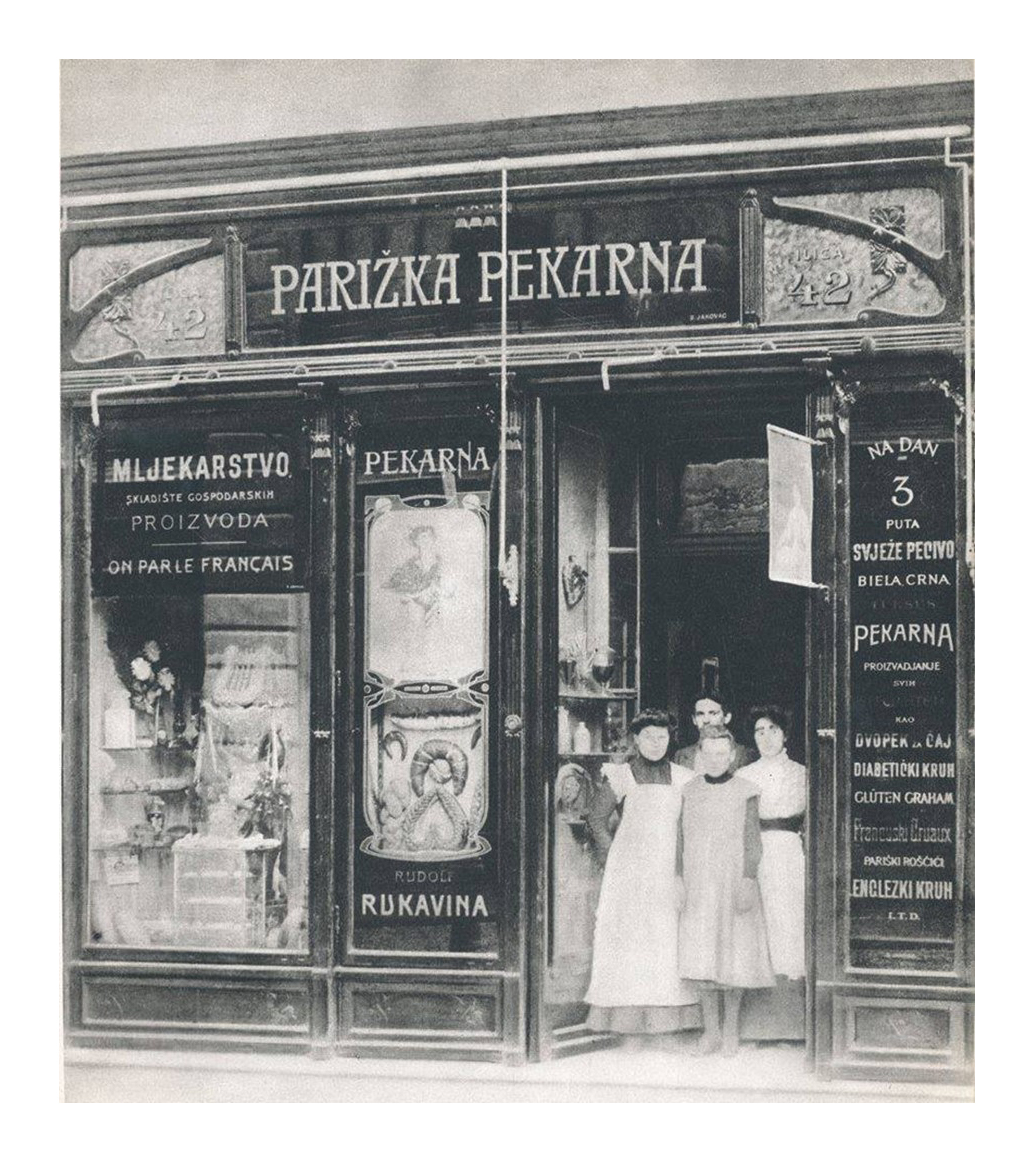 PARIŽKA PEKARNA
42
ILICA
42
MLJEKARSTVO
SKLADIŠTE GOSPODARSKIH
PROIZVODA
ON PARLE FRANÇAIS
PEKARNA
RUDOLF
RUKAVINA
NA DAN
3
PUTA
SVJEŽE PECIVO
BIELA CRNA
PEKARNA
PROIZVADJANJE
SVIH
KAO
DVOPEK ZA ČAJ
DIABETIČKI KRUH
GLÜTEN GRAHAM
Francuski Gruaux
PARIŠKI ROŠČIĆI
ENGLEZKI KRUH
I.T.D.